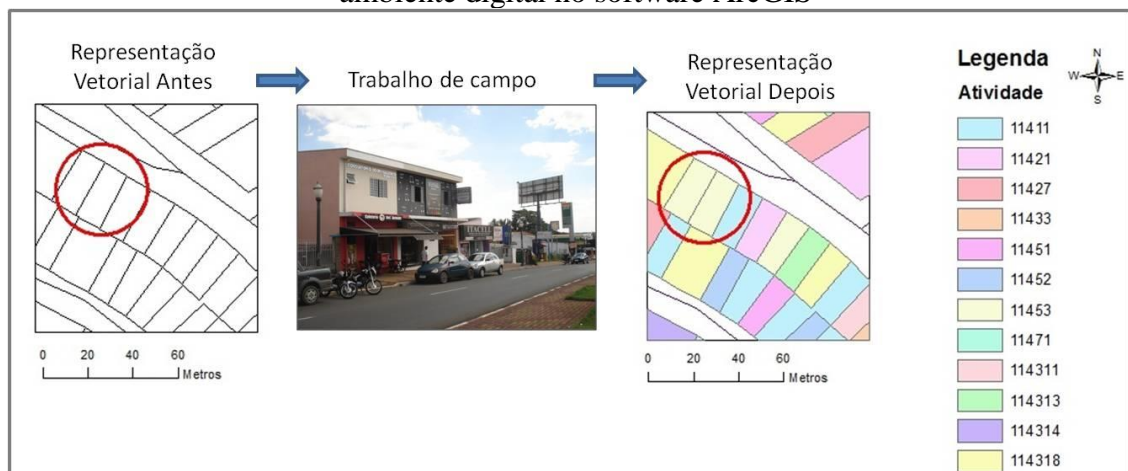 ambiente digital no software ArcGIS
Representação
Vetorial Antes
Trabalho de campo
Representação
Vetorial Depois
0 20 40 60
Metros
0 20 40 60
Metros
Legenda
N
W E
S
Atividade
11411
11421
11427
11433
11451
11452
11453
11471
114311
114313
114314
114318